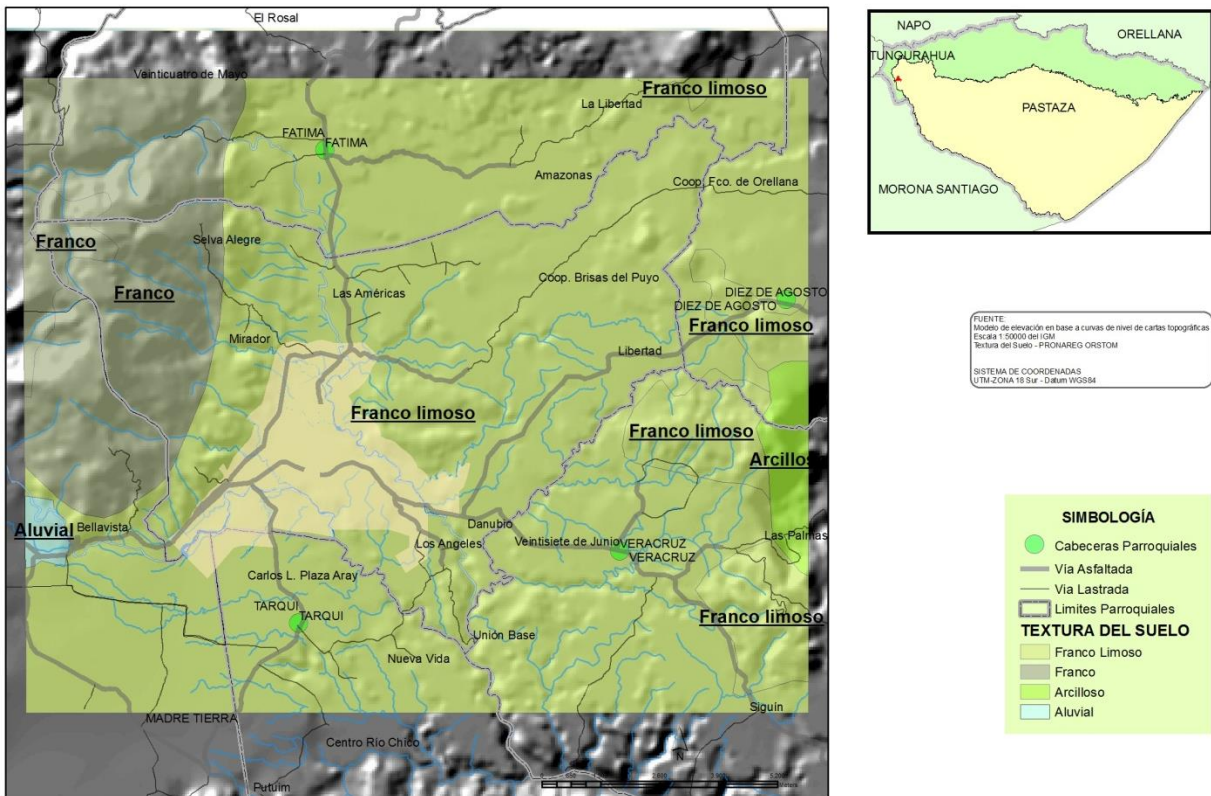 El Rosal
Veinticuatro de Mayo
Franco limoso
La Libertad
FATIMA
FATIMA
Amazonas
Coop. Fco. de Orellana
Franco
Selva Alegre
Franco
Coop. Brisas del Puyo
Las Américas
DIEZ DE AGOSTO
DIEZ DE AGOSTO
Franco limoso
Mirador
Libertad
Franco limoso
Franco limoso
Arcilloso
Aluvial
Bellavista
Danubio
Los Angeles
Veintisiete de Junio
VERACRUZ
VERACRUZ
Las Palmas
Carlos L. Plaza Aray
TARQUI
TARQUI
Franco limoso
Unión Base
Nueva Vida
Siguin
MADRE TIERRA
Centro Río Chico
Putuim
N
NAPO
ORELLANA
TUNGURAHUA
PASTAZA
MORONA SANTIAGO
FUENTE:
Modelo de elevación en base a curvas de nivel de cartas topográficas
Escala 1:50000 del IGM
Textura del Suelo - PRONAREG ORSTOM
SISTEMA DE COORDENADAS
UTM-ZONA 18 Sur - Datum WGS84
SIMBOLOGÍA
Cabeceras Parroquiales
Vía Asfaltada
Vía Lastrada
Limites Parroquiales
TEXTURA DEL SUELO
Franco Limoso
Franco
Arcilloso
Aluvial